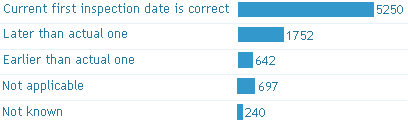 Current first inspection date is correct 5250
Later than actual one 1752
Earlier than actual one 642
Not applicable 697
Not known 240